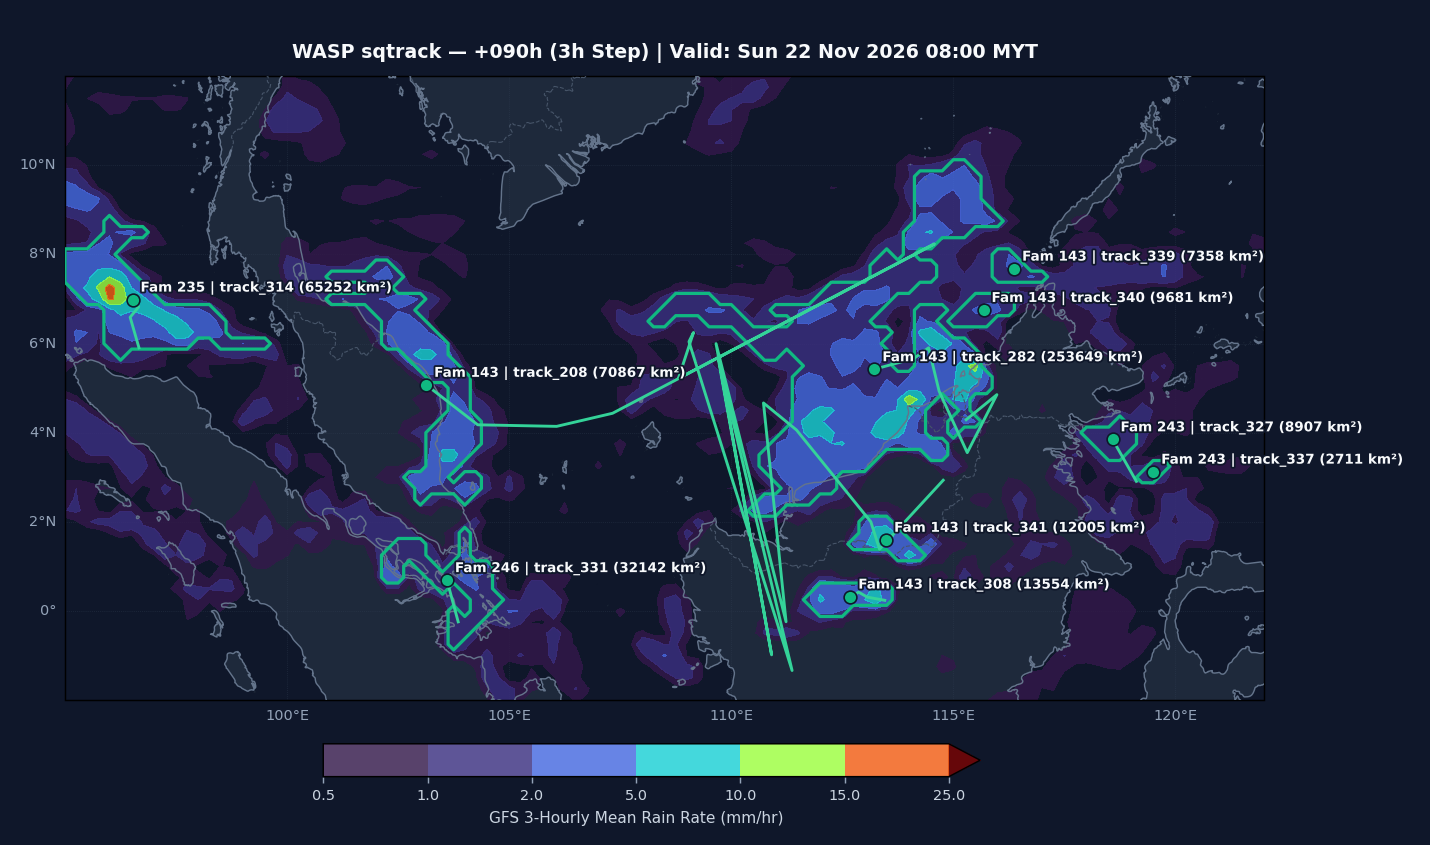 WASP sqtrack — +090h (3h Step) | Valid: Sun 22 Nov 2026 08:00 MYT
10°N
8°N
6°N
4°N
2°N
0°
Fam 143 | track_339 (7358 km²)
Fam 235 | track_314 (65252 km²)
Fam 143 | track_340 (9681 km²)
Fam 143 | track_282 (253649 km²)
Fam 143 | track_208 (70867 km²)
Fam 243 | track_327 (8907 km²)
Fam 243 | track_337 (2711 km²)
Fam 143 | track_341 (12005 km²)
Fam 246 | track_331 (32142 km²)
Fam 143 | track_308 (13554 km²)
100°E 105°E 110°E 115°E 120°E
0.5 1.0 2.0 5.0 10.0 15.0 25.0
GFS 3-Hourly Mean Rain Rate (mm/hr)